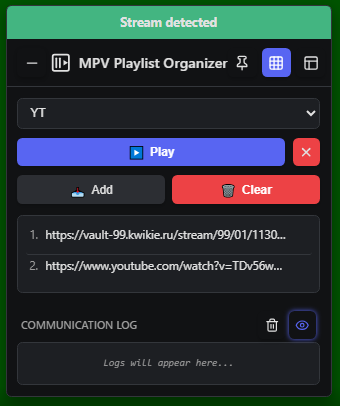 Stream detected
MPV Playlist Organizer
YT
Play
Add
Clear
1. https://vault-99.kwikie.ru/stream/99/01/1130...
2. https://www.youtube.com/watch?v=TDv56w...
COMMUNICATION LOG
Logs will appear here...